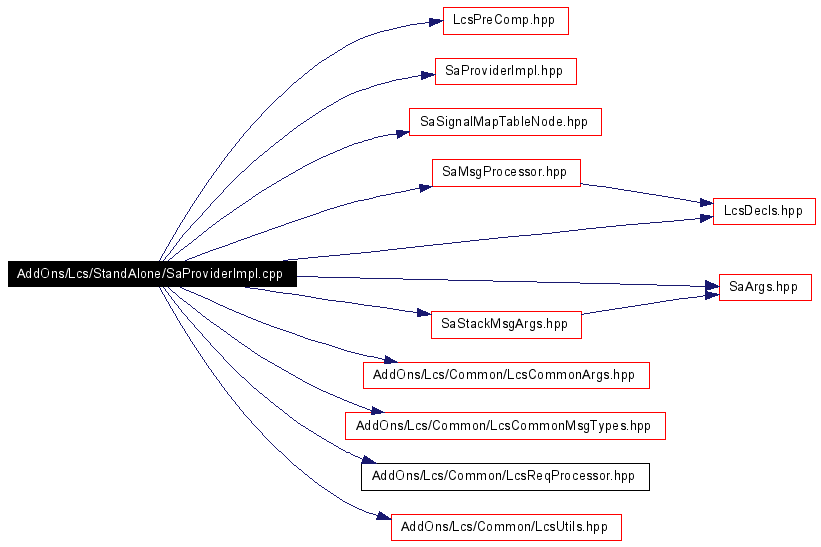 LcsPreComp.hpp
SaProviderImpl.hpp
SaSignalMapTableNode.hpp
SaMsgProcessor.hpp
LcsDecls.hpp
AddOns/Lcs/StandAlone/SaProviderImpl.cpp
SaArgs.hpp
SaStackMsgArgs.hpp
AddOns/Lcs/Common/LcsCommonArgs.hpp
AddOns/Lcs/Common/LcsCommonMsgTypes.hpp
AddOns/Lcs/Common/LcsReqProcessor.hpp
AddOns/Lcs/Common/LcsUtils.hpp